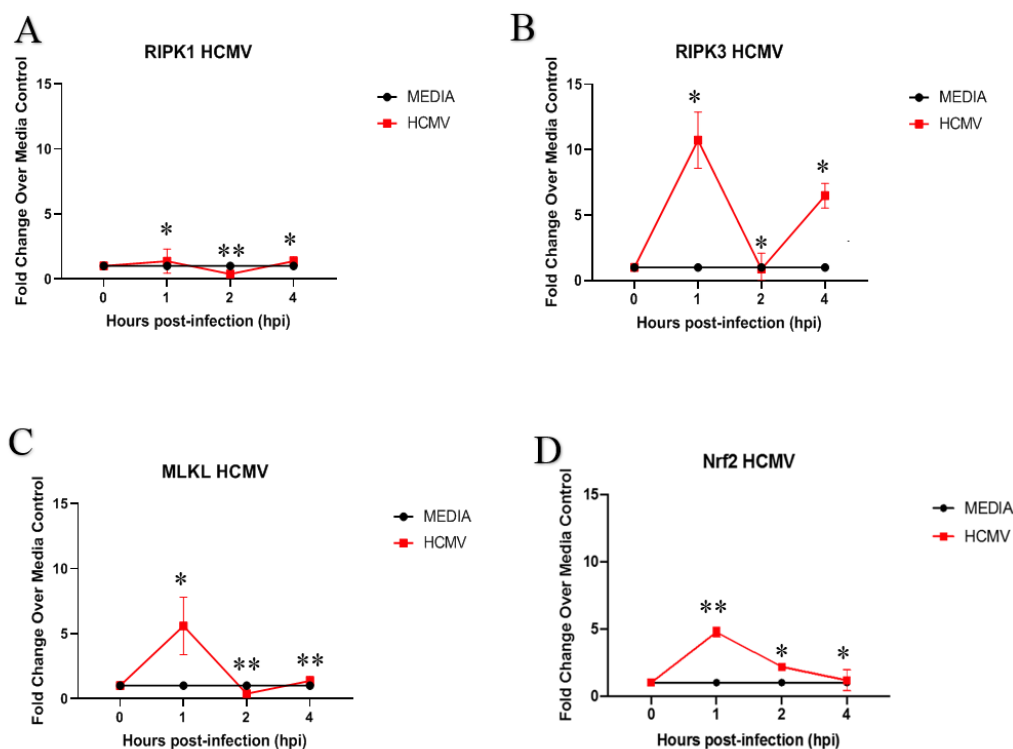 A
RIPK1 HCMV
Fold Change Over Media Control
15
10
5
0
*
**
*
0 1 2 4
Hours post-infection (hpi)
MEDIA
HCMV
B
RIPK3 HCMV
Fold Change Over Media Control
15
10
5
0
*
*
*
0 1 2 4
Hours post-infection (hpi)
MEDIA
HCMV
C
MLKL HCMV
Fold Change Over Media Control
15
10
5
0
*
**
**
0 1 2 4
Hours post-infection (hpi)
MEDIA
HCMV
D
Nrf2 HCMV
Fold Change Over Media Control
15
10
5
0
**
*
*
0 1 2 4
Hours post-infection (hpi)
MEDIA
HCMV